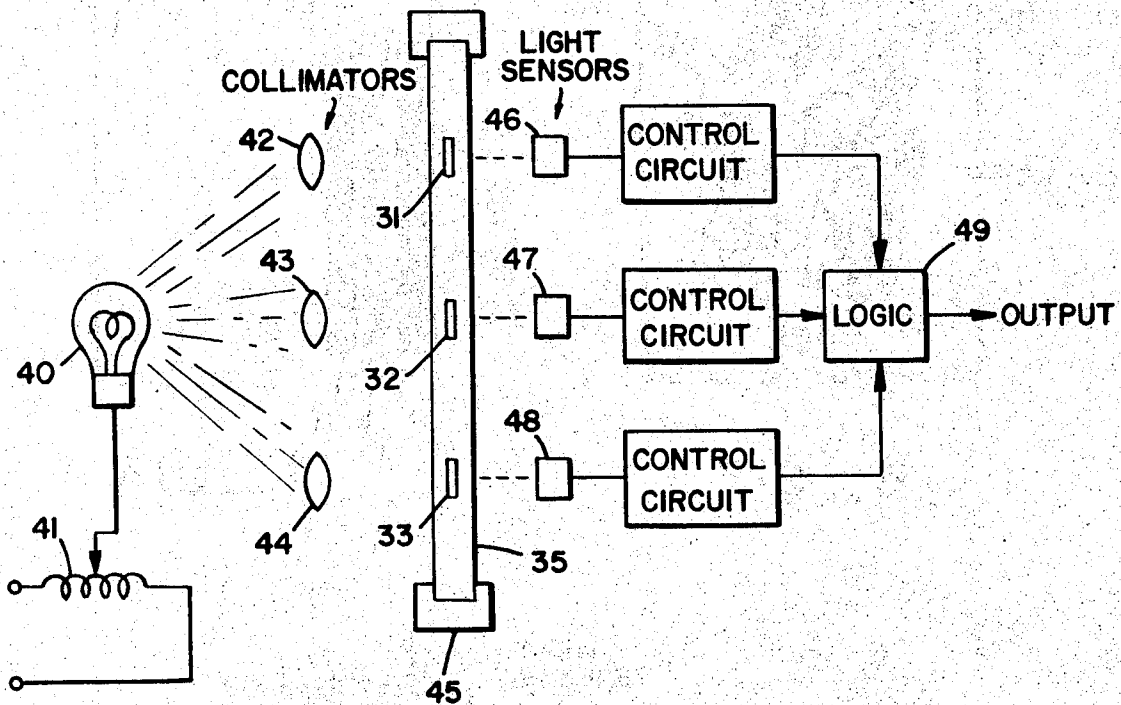 COLLIMATORS
LIGHT
SENSORS
42
46
CONTROL
CIRCUIT
31
43
47
49
CONTROL
CIRCUIT
LOGIC
OUTPUT
40
32
48
CONTROL
CIRCUIT
44
33
35
41
45